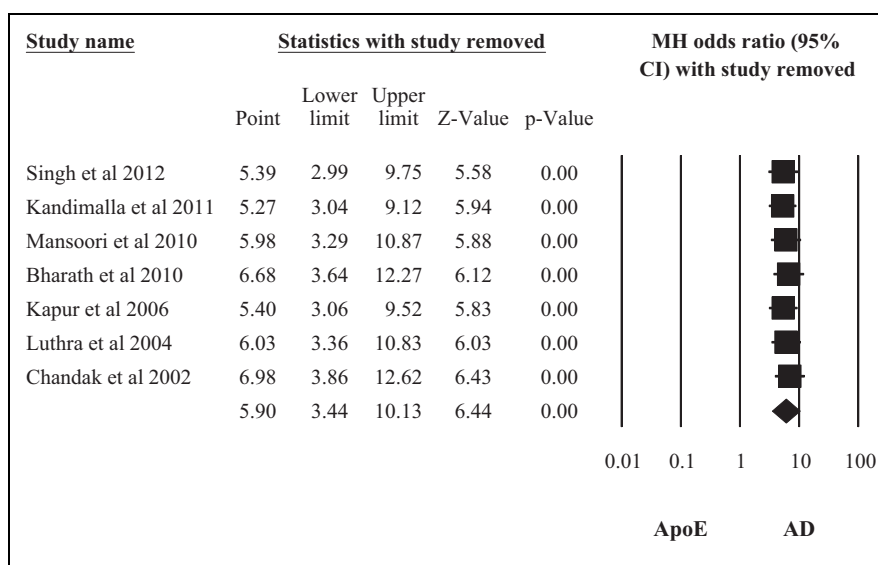 Study name Statistics with study removed MH odds ratio (95%
CI) with study removed
Lower Upper
Point limit limit Z-Value p-Value
Singh et al 2012 5.39 2.99 9.75 5.58 0.00
Kandimalla et al 2011 5.27 3.04 9.12 5.94 0.00
Mansoori et al 2010 5.98 3.29 10.87 5.88 0.00
Bharath et al 2010 6.68 3.64 12.27 6.12 0.00
Kapur et al 2006 5.40 3.06 9.52 5.83 0.00
Luthra et al 2004 6.03 3.36 10.83 6.03 0.00
Chandak et al 2002 6.98 3.86 12.62 6.43 0.00
5.90 3.44 10.13 6.44 0.00
0.01 0.1 1 10 100
ApoE AD